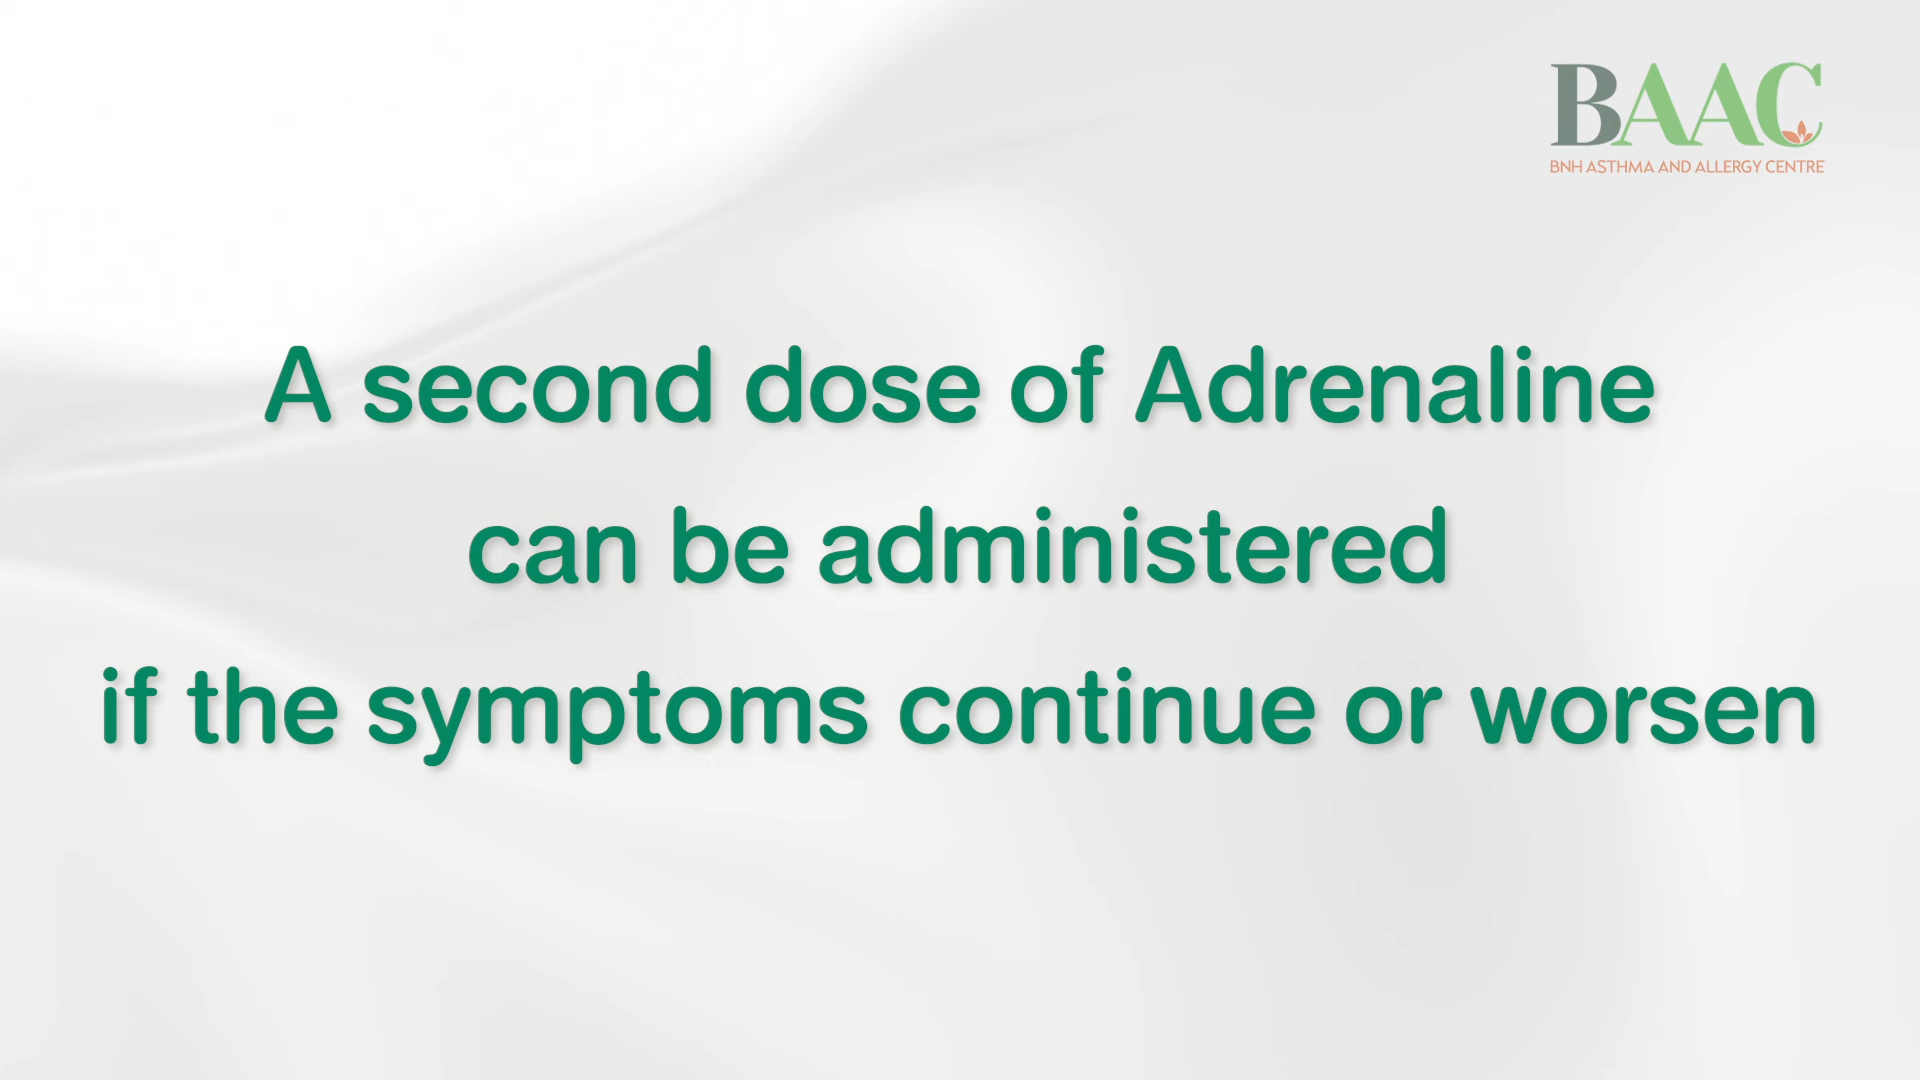 BAAC
BNH ASTHMA AND ALLERGY CENTRE
A second dose of Adrenaline
can be administered
if the symptoms continue or worsen